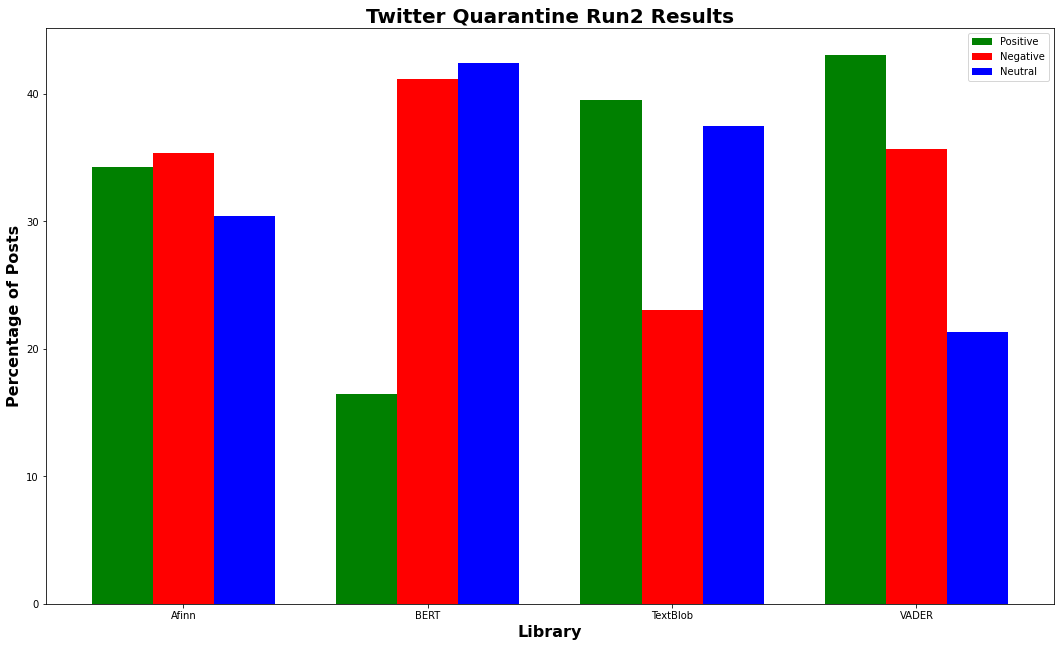 Twitter Quarantine Run2 Results
Positive
Negative
Neutral
Percentage of Posts
40
30
20
10
0
Afinn BERT TextBlob VADER
Library